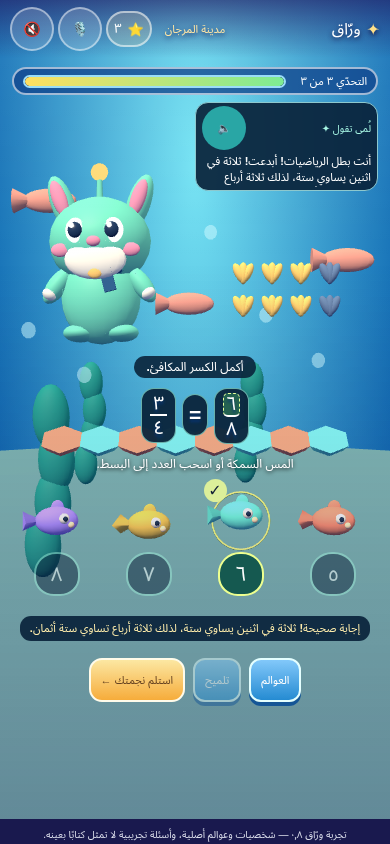 ✦ ورّاق
مدينة المرجان
⭐ ٣
التحدّي ٣ من ٣
لُمى تقول ✦
أنت بطل الرياضيات! أبدعت! ثلاثة في
اثنين يساوي ستة، لذلك ثلاثة أرباع
أكمل الكسر المكافئ.
٣/٤ = ٦/٨
المس السمكة أو اسحب العدد إلى البسط.
✓
٨ ٧ ٦ ٥
إجابة صحيحة! ثلاثة في اثنين يساوي ستة، لذلك ثلاثة أرباع تساوي ستة أثمان.
العوالم
تلميح
استلم نجمتك ←
تجربة ورّاق ٠٫٨ — شخصيات وعوالم أصلية، وأسئلة تجريبية لا تمثل كتابًا بعينه.